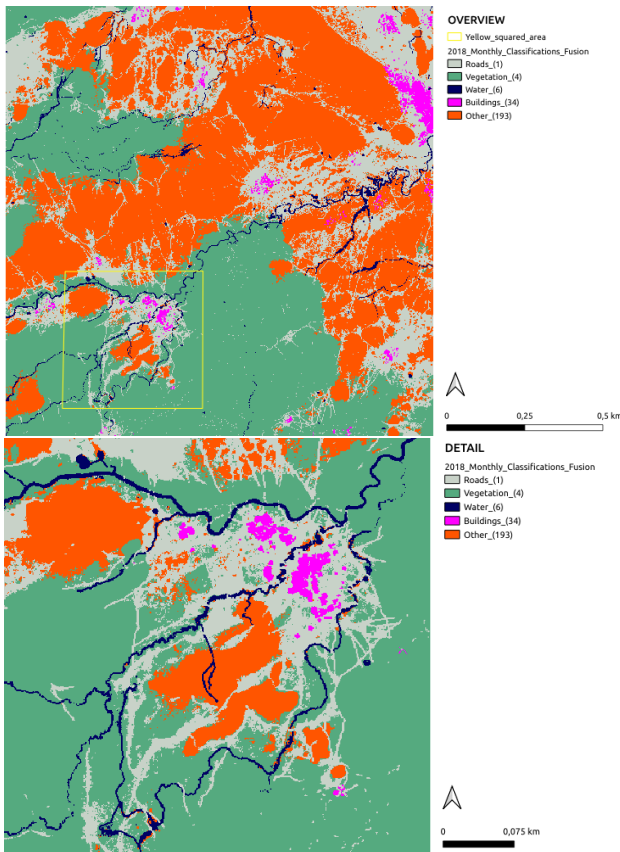 OVERVIEW
Yellow_squared_area
2018_Monthly_Classifications_Fusion
Roads_(1)
Vegetation_(4)
Water_(6)
Buildings_(34)
Other_(193)
0 0,25 0,5 km
DETAIL
2018_Monthly_Classifications_Fusion
Roads_(1)
Vegetation_(4)
Water_(6)
Buildings_(34)
Other_(193)
0 0,075 km